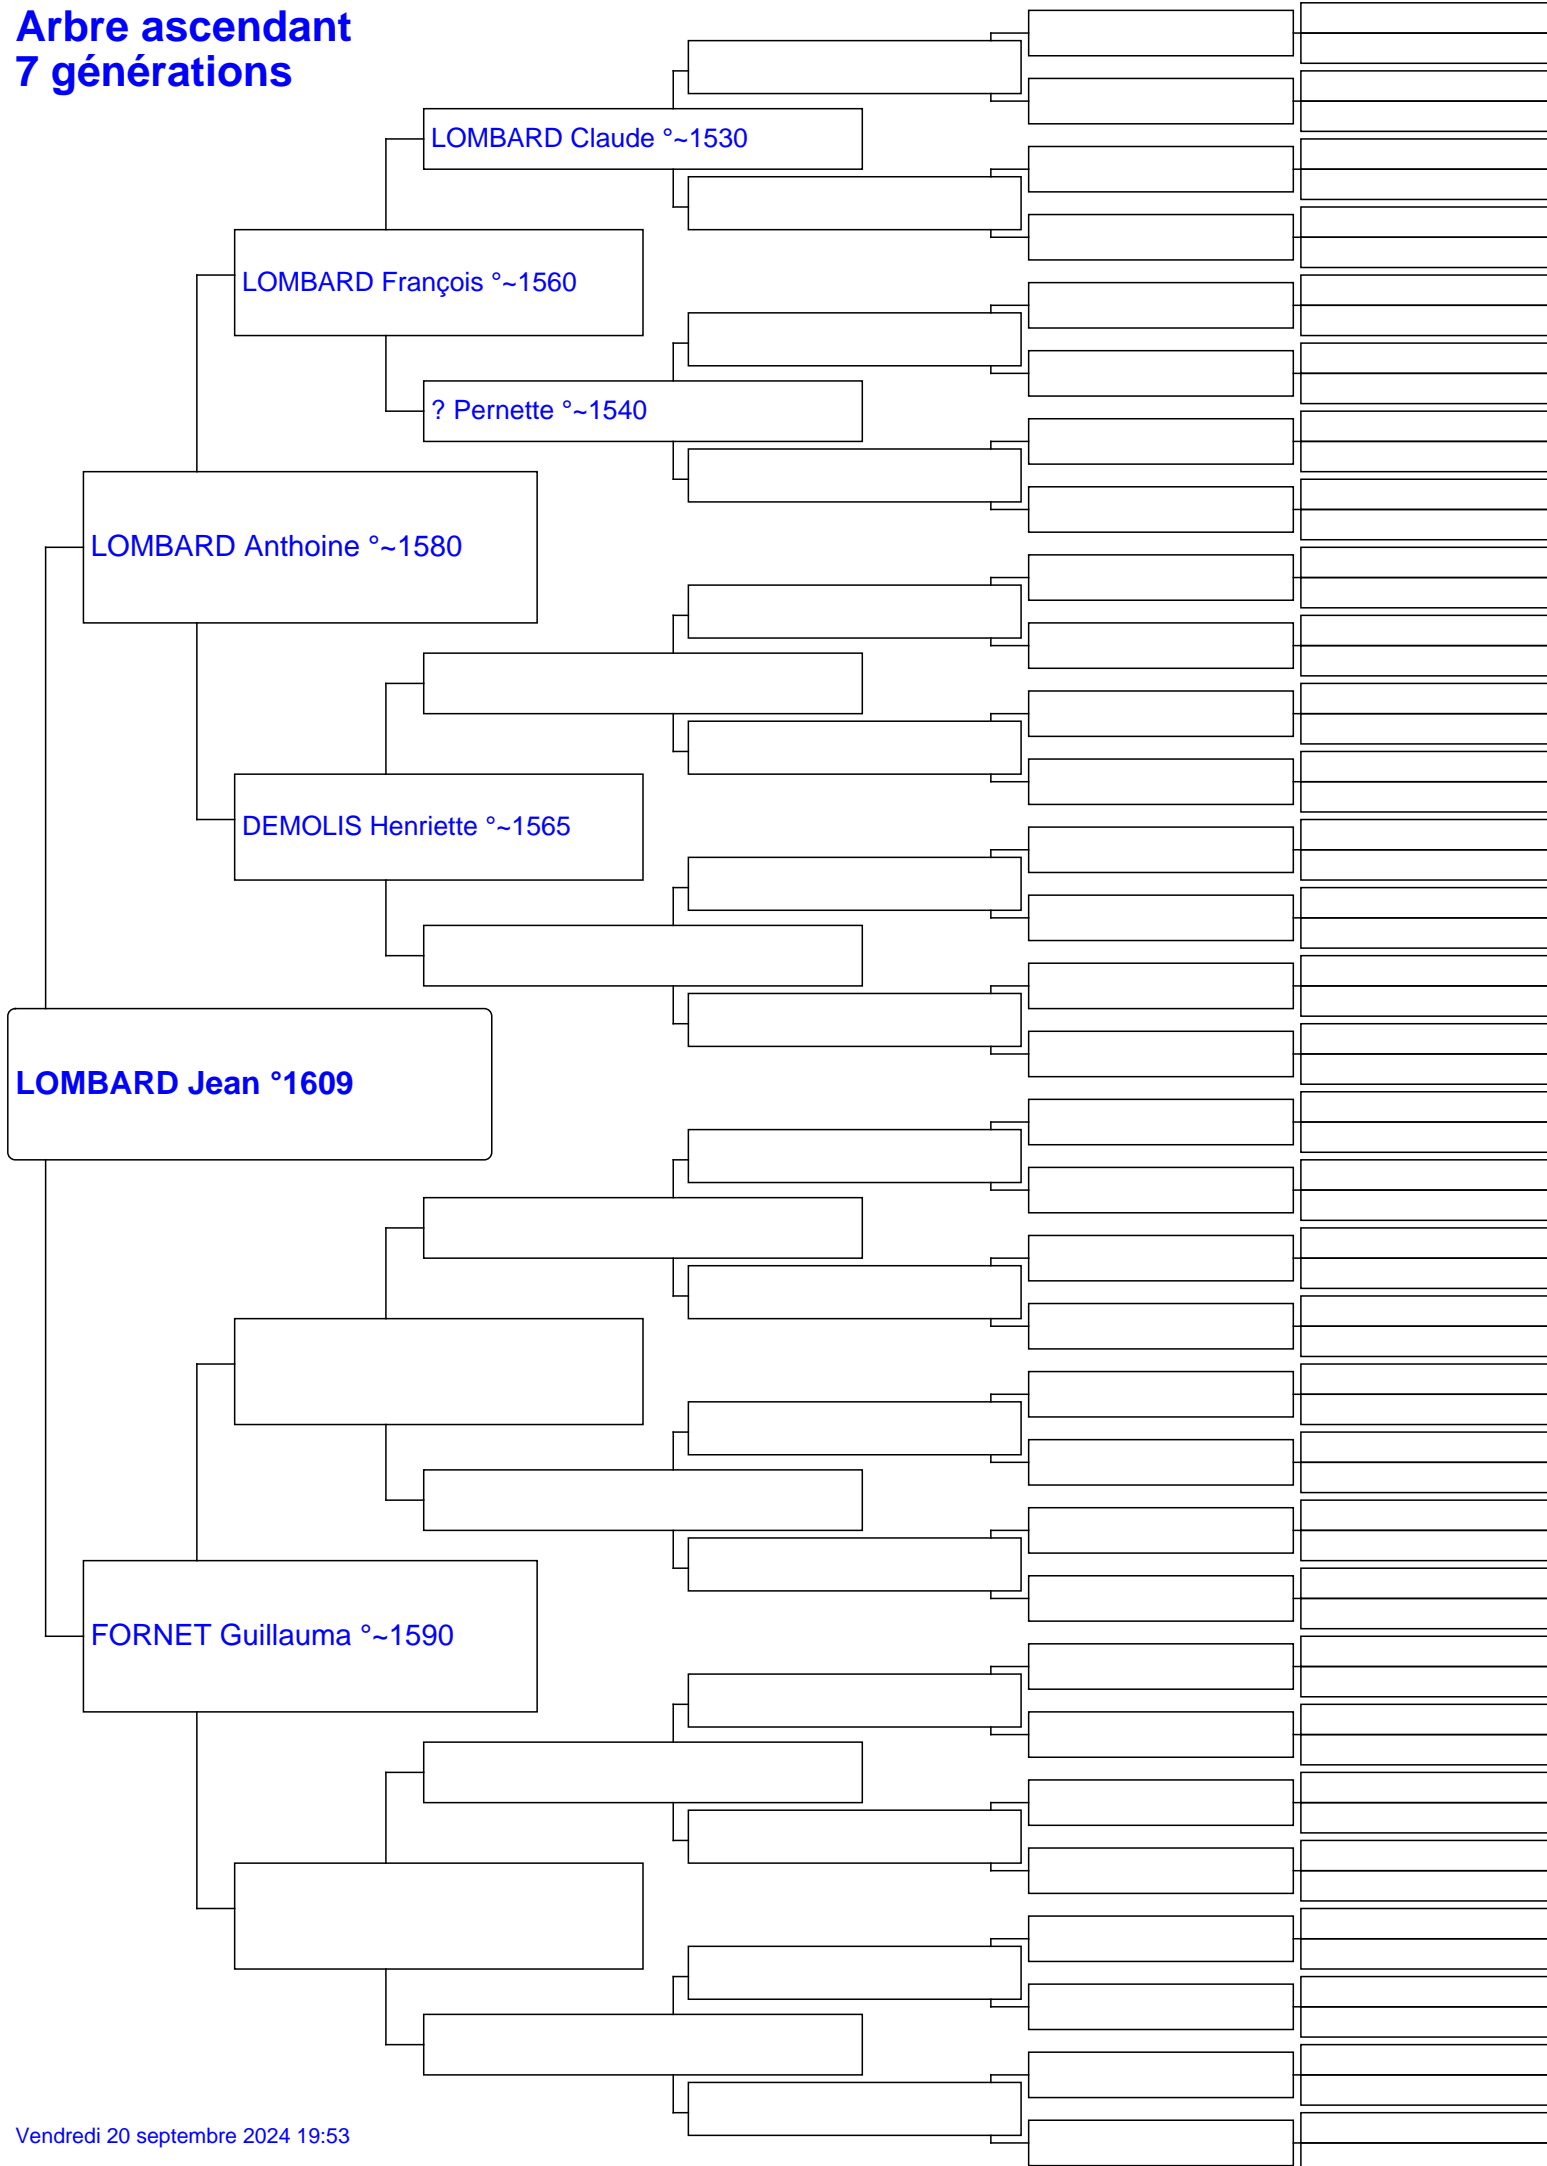 Arbre ascendant
7 générations
LOMBARD Claude °~1530
LOMBARD François °~1560
? Pernette °~1540
LOMBARD Anthoine °~1580
DEMOLIS Henriette °~1565
LOMBARD Jean °1609
FORNET Guillauma °~1590
Vendredi 20 septembre 2024 19:53